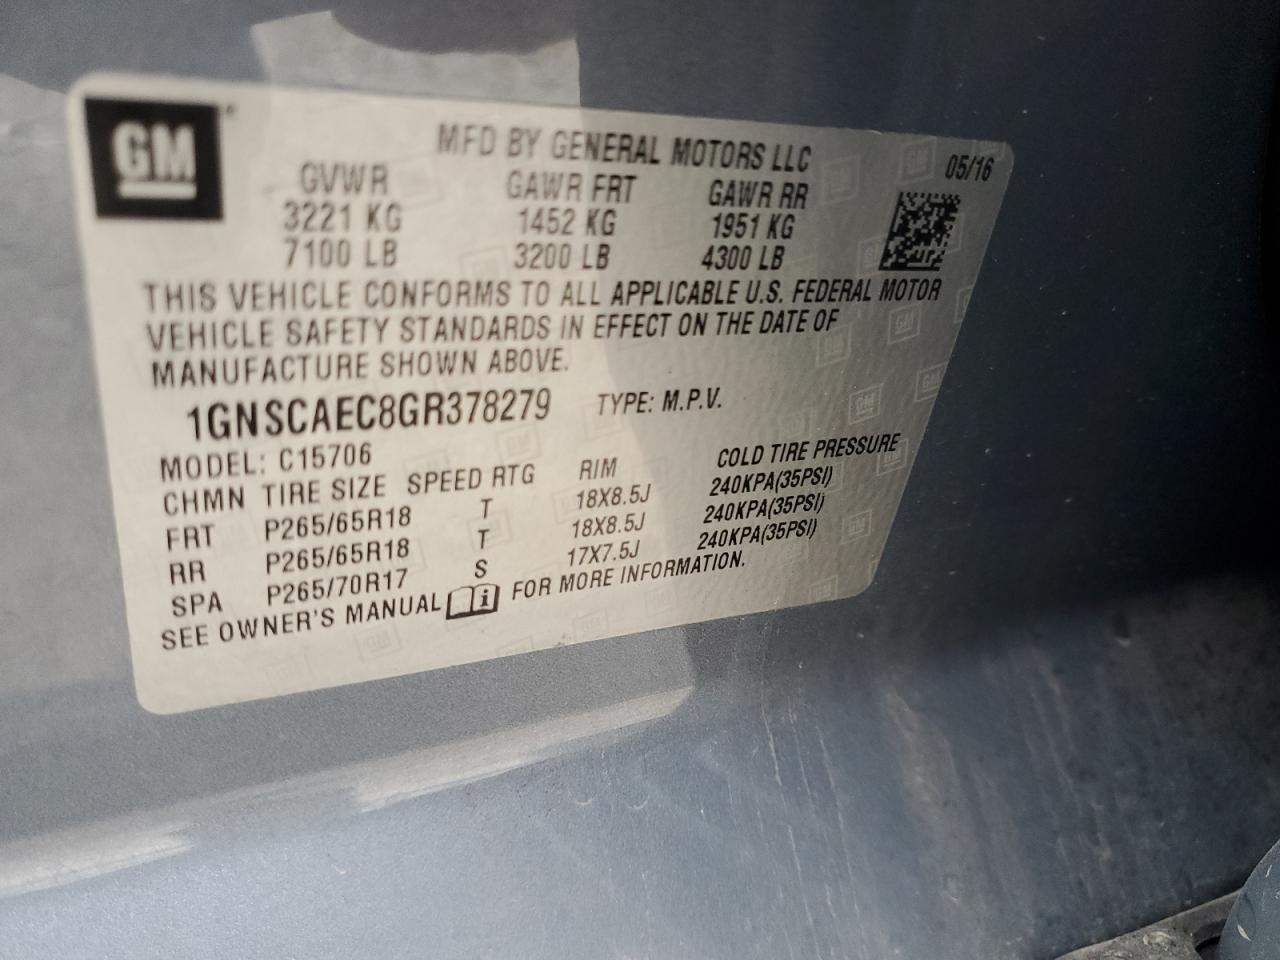 GM
MFD BY GENERAL MOTORS LLC
05/16
GVWR GAWR FRT GAWR RR
3221 KG 1452 KG 1951 KG
7100 LB 3200 LB 4300 LB
THIS VEHICLE CONFORMS TO ALL APPLICABLE U.S. FEDERAL MOTOR
VEHICLE SAFETY STANDARDS IN EFFECT ON THE DATE OF
MANUFACTURE SHOWN ABOVE.
1GNSCAEC8GR378279 TYPE: M.P.V.
MODEL: C15706
CHMN TIRE SIZE SPEED RTG RIM COLD TIRE PRESSURE
FRT P265/65R18 T 18X8.5J 240KPA(35PSI)
RR P265/65R18 T 18X8.5J 240KPA(35PSI)
SPA P265/70R17 S 17X7.5J 240KPA(35PSI)
SEE OWNER'S MANUAL i FOR MORE INFORMATION.